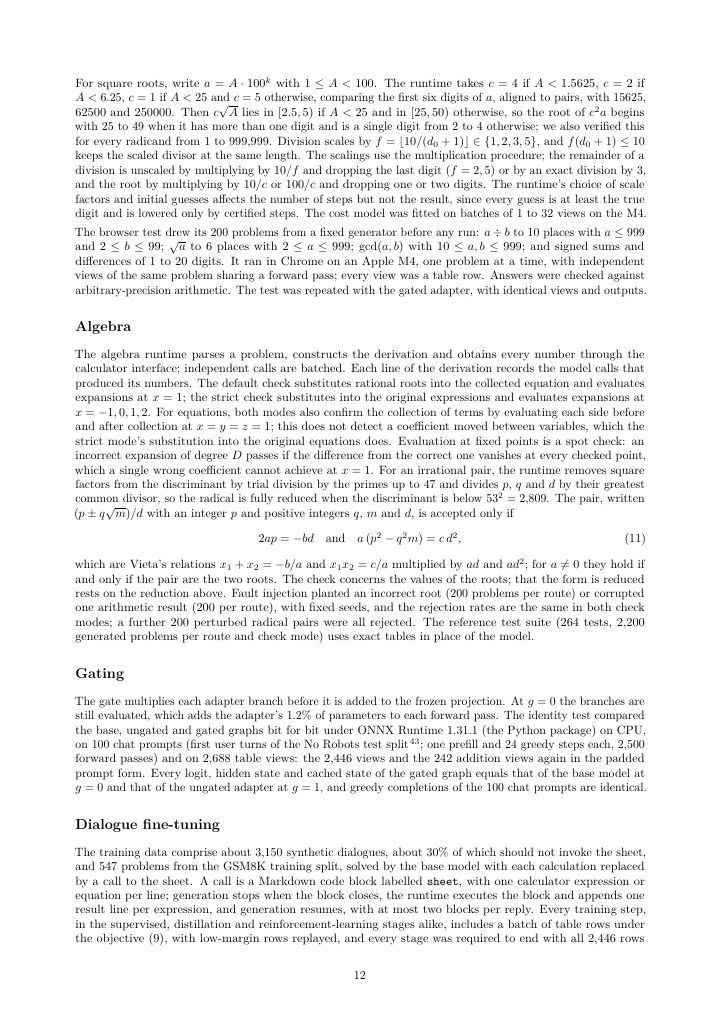 For square roots, write a = A · 100^k with 1 ≤ A < 100. The runtime takes c = 4 if A < 1.5625, c = 2 if
A < 6.25, c = 1 if A < 25 and c = 5 otherwise, comparing the first six digits of a, aligned to pairs, with 15625,
62500 and 250000. Then c√A lies in [2.5, 5) if A < 25 and in [25, 50) otherwise, so the root of c²a begins
with 25 to 49 when it has more than one digit and is a single digit from 2 to 4 otherwise; we also verified this
for every radicand from 1 to 999,999. Division scales by f = ⌊10/(d₀ + 1)⌋ ∈ {1, 2, 3, 5}, and f(d₀ + 1) ≤ 10
keeps the scaled divisor at the same length. The scalings use the multiplication procedure; the remainder of a
division is unscaled by multiplying by 10/f and dropping the last digit (f = 2, 5) or by an exact division by 3,
and the root by multiplying by 10/c or 100/c and dropping one or two digits. The runtime's choice of scale
factors and initial guesses affects the number of steps but not the result, since every guess is at least the true
digit and is lowered only by certified steps. The cost model was fitted on batches of 1 to 32 views on the M4.
The browser test drew its 200 problems from a fixed generator before any run: a ÷ b to 10 places with a ≤ 999
and 2 ≤ b ≤ 99; √a to 6 places with 2 ≤ a ≤ 999; gcd(a, b) with 10 ≤ a, b ≤ 999; and signed sums and
differences of 1 to 20 digits. It ran in Chrome on an Apple M4, one problem at a time, with independent
views of the same problem sharing a forward pass; every view was a table row. Answers were checked against
arbitrary-precision arithmetic. The test was repeated with the gated adapter, with identical views and outputs.
Algebra
The algebra runtime parses a problem, constructs the derivation and obtains every number through the
calculator interface; independent calls are batched. Each line of the derivation records the model calls that
produced its numbers. The default check substitutes rational roots into the collected equation and evaluates
expansions at x = 1; the strict check substitutes into the original expressions and evaluates expansions at
x = −1, 0, 1, 2. For equations, both modes also confirm the collection of terms by evaluating each side before
and after collection at x = y = z = 1; this does not detect a coefficient moved between variables, which the
strict mode's substitution into the original equations does. Evaluation at fixed points is a spot check: an
incorrect expansion of degree D passes if the difference from the correct one vanishes at every checked point,
which a single wrong coefficient cannot achieve at x = 1. For an irrational pair, the runtime removes square
factors from the discriminant by trial division by the primes up to 47 and divides p, q and d by their greatest
common divisor, so the radical is fully reduced when the discriminant is below 53² = 2,809. The pair, written
(p ± q√m)/d with an integer p and positive integers q, m and d, is accepted only if
2ap = −bd and a (p² − q²m) = c d², (11)
which are Vieta's relations x₁ + x₂ = −b/a and x₁x₂ = c/a multiplied by ad and ad²; for a ≠ 0 they hold if
and only if the pair are the two roots. The check concerns the values of the roots; that the form is reduced
rests on the reduction above. Fault injection planted an incorrect root (200 problems per route) or corrupted
one arithmetic result (200 per route), with fixed seeds, and the rejection rates are the same in both check
modes; a further 200 perturbed radical pairs were all rejected. The reference test suite (264 tests, 2,200
generated problems per route and check mode) uses exact tables in place of the model.
Gating
The gate multiplies each adapter branch before it is added to the frozen projection. At g = 0 the branches are
still evaluated, which adds the adapter's 1.2% of parameters to each forward pass. The identity test compared
the base, ungated and gated graphs bit for bit under ONNX Runtime 1.31.1 (the Python package) on CPU,
on 100 chat prompts (first user turns of the No Robots test split⁴³; one prefill and 24 greedy steps each, 2,500
forward passes) and on 2,688 table views: the 2,446 views and the 242 addition views again in the padded
prompt form. Every logit, hidden state and cached state of the gated graph equals that of the base model at
g = 0 and that of the ungated adapter at g = 1, and greedy completions of the 100 chat prompts are identical.
Dialogue fine-tuning
The training data comprise about 3,150 synthetic dialogues, about 30% of which should not invoke the sheet,
and 547 problems from the GSM8K training split, solved by the base model with each calculation replaced
by a call to the sheet. A call is a Markdown code block labelled sheet, with one calculator expression or
equation per line; generation stops when the block closes, the runtime executes the block and appends one
result line per expression, and generation resumes, with at most two blocks per reply. Every training step,
in the supervised, distillation and reinforcement-learning stages alike, includes a batch of table rows under
the objective (9), with low-margin rows replayed, and every stage was required to end with all 2,446 rows
12